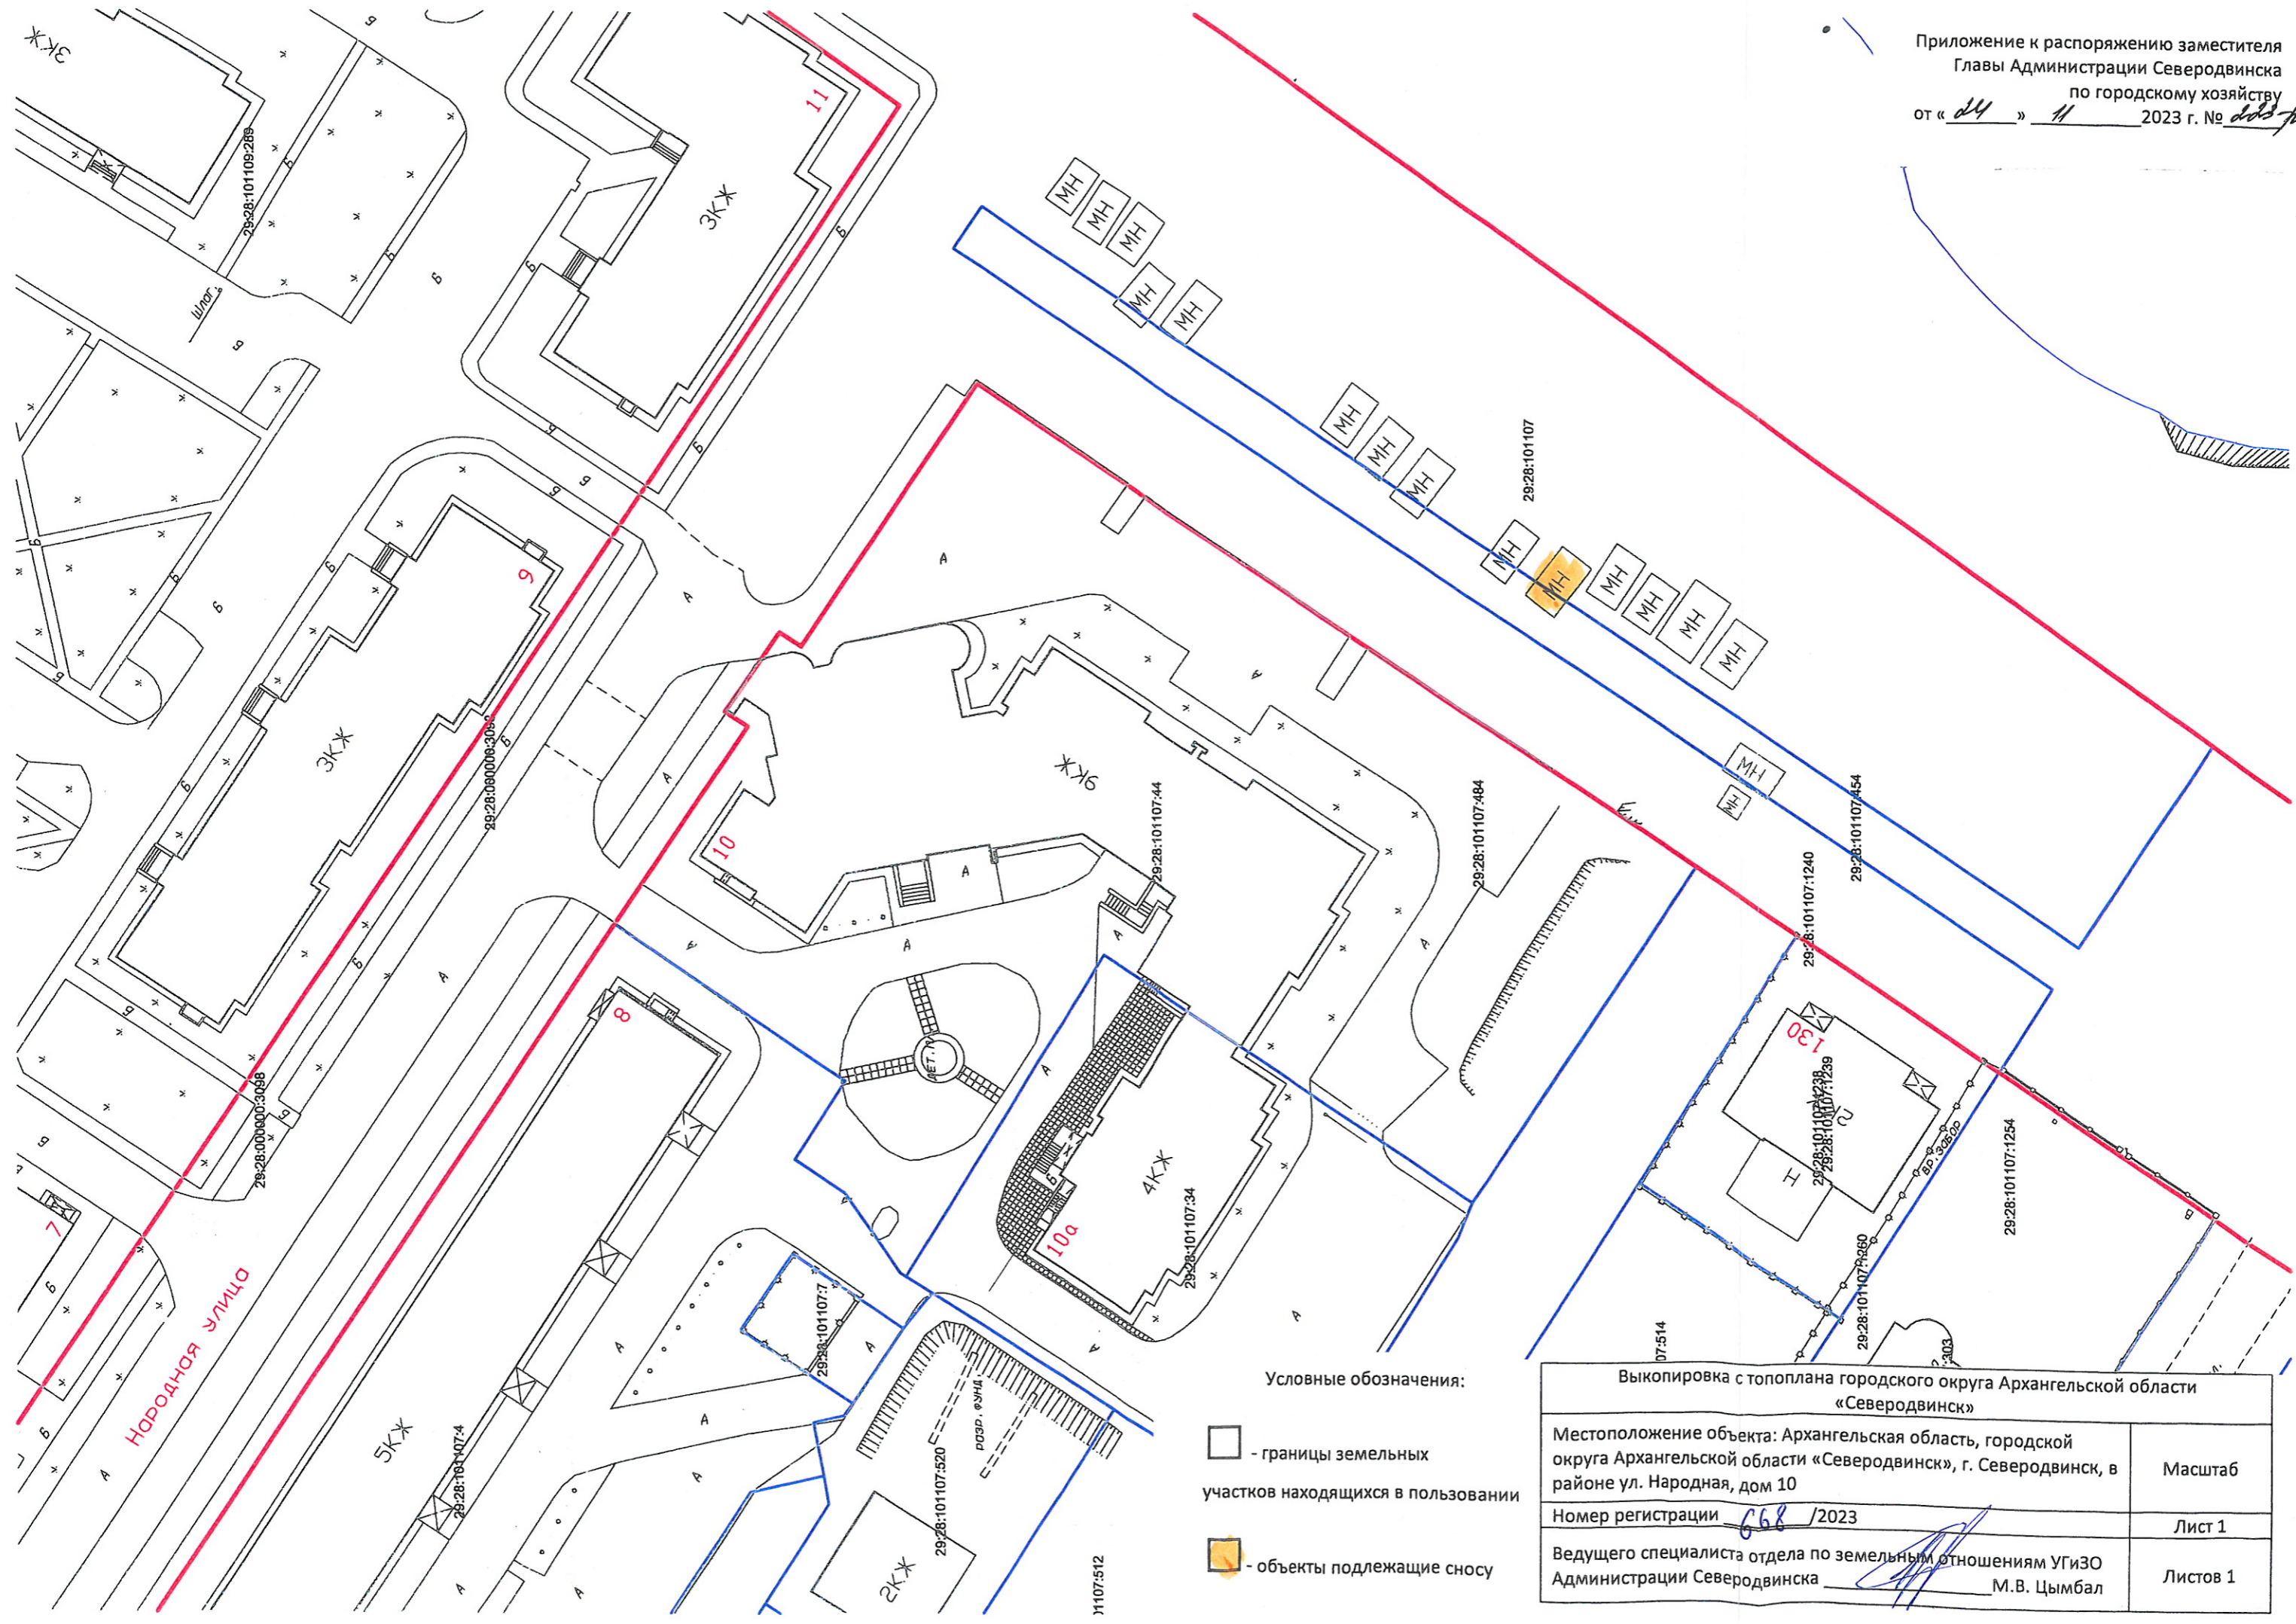 Приложение к распоряжению заместителя
Главы Администрации Северодвинска
по городскому хозяйству
от « 24 » 11 2023 г. №
3КЖ
29:28:101109:289
Шлаг.
11
3КЖ
МН
МН
МН
МН
МН
МН
МН
МН
29:28:101107
МН
МН
МН
МН
МН
МН
МН
МН
9
3КЖ
29:28:000000:3098
9КЖ
10
29:28:101107:44
29:28:101107:484
29:28:101107:454
29:28:101107:1240
8
130
29:28:101107:1238
29:28:101107:1239
Н
вр.забор
29:28:101107:1254
29:28:101107:1260
29:28:000000:3098
7
Народная улица
4КЖ
10а
29:28:101107:34
29:28:101107:7
разр. фунд.
5КЖ
29:28:101107:4
29:28:101107:520
2КЖ
01107:512
07:514
:303
Условные обозначения:
- границы земельных
участков находящихся в пользовании
- объекты подлежащие сносу
Выкопировка с топоплана городского округа Архангельской области
«Северодвинск»
Местоположение объекта: Архангельская область, городской
округа Архангельской области «Северодвинск», г. Северодвинск, в
районе ул. Народная, дом 10
Масштаб
Номер регистрации 668 /2023
Лист 1
Ведущего специалиста отдела по земельным отношениям УГиЗО
Администрации Северодвинска М.В. Цымбал
Листов 1